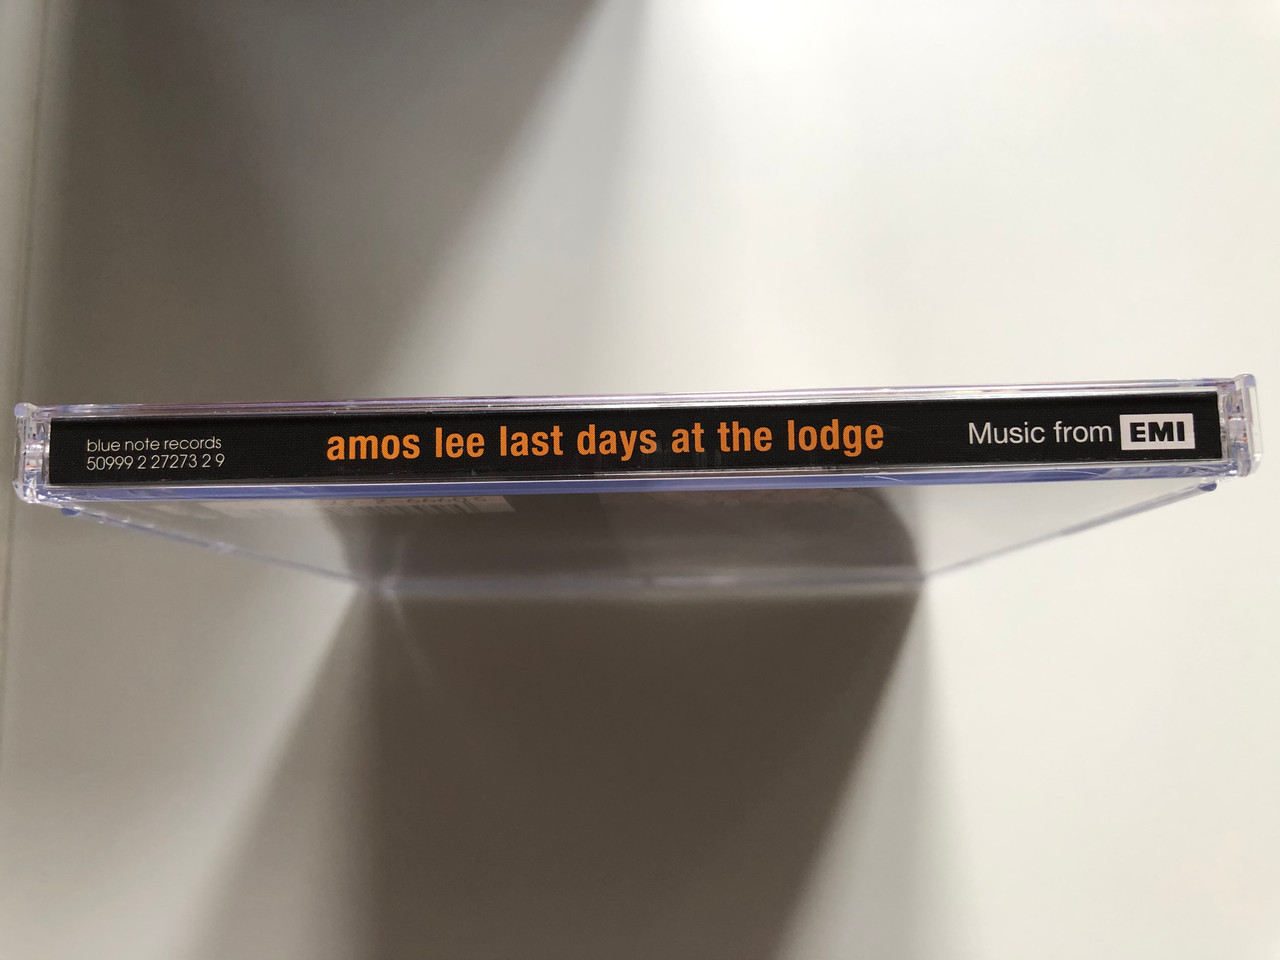 blue note records
50999 2 27273 2 9
amos lee last days at the lodge
Music from EMI